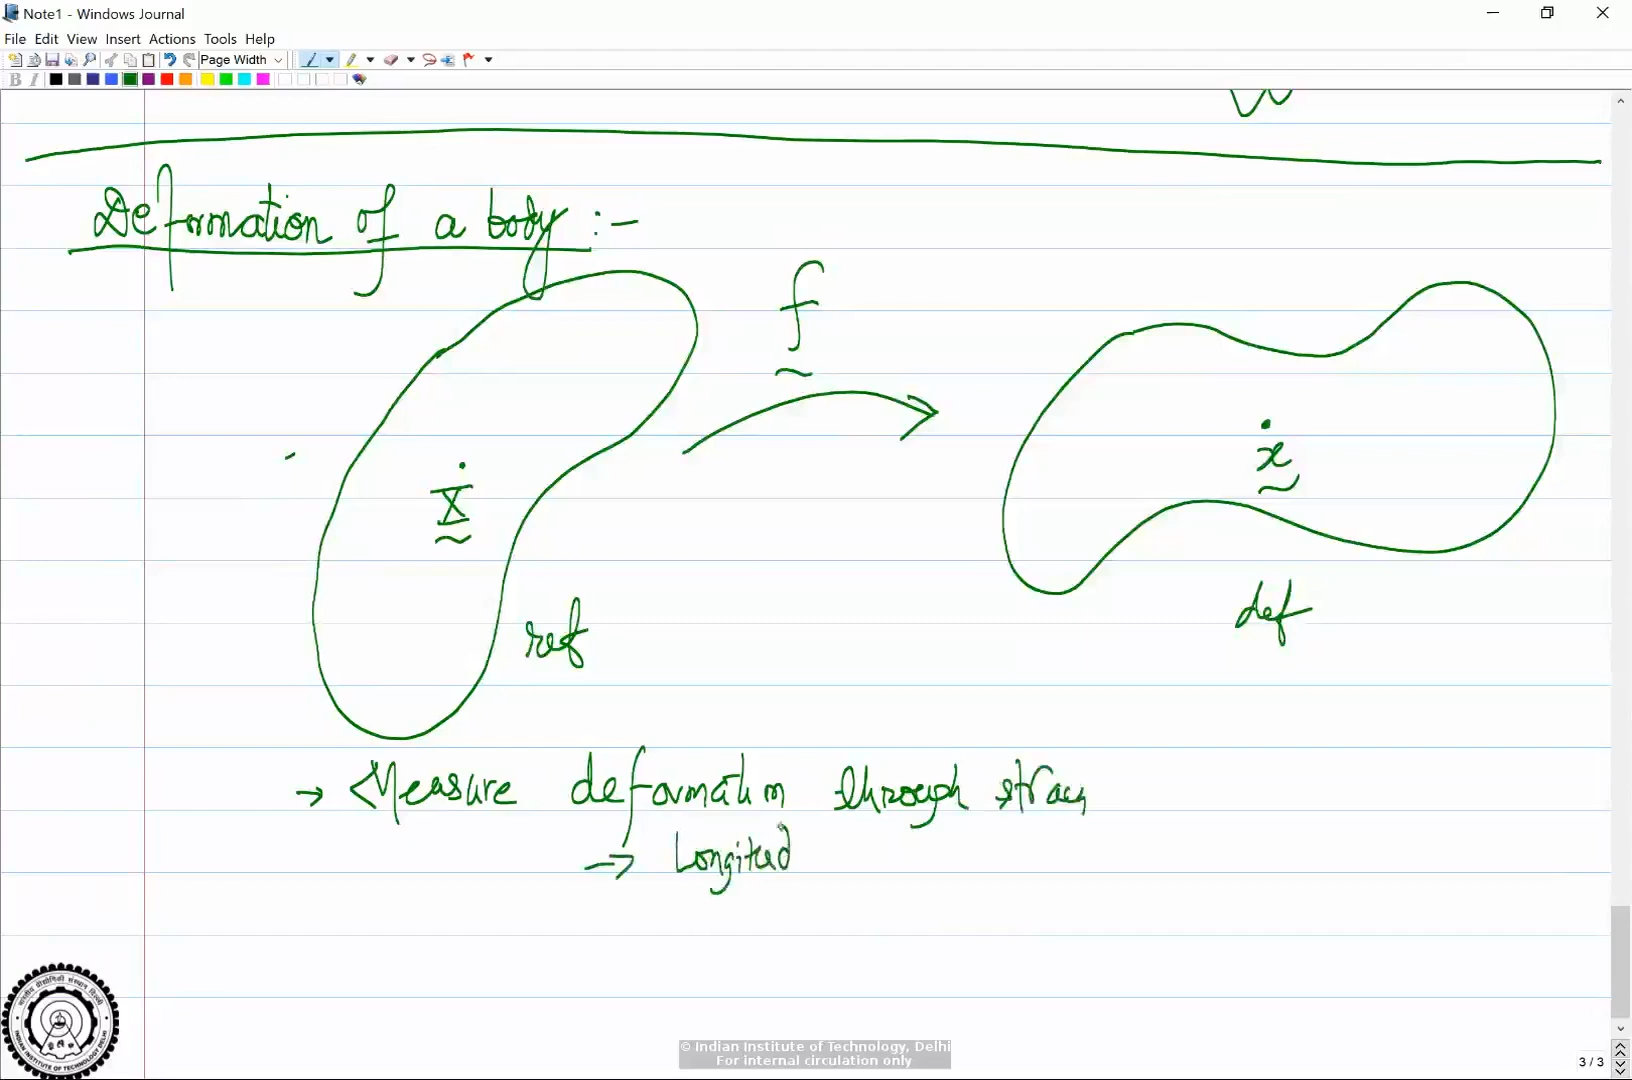 Note1 - Windows Journal
File Edit View Insert Actions Tools Help
Page Width
B I
Deformation of a body :-
f
X
x
ref
def
→ Measure deformation through strain
→ Longitud
© Indian Institute of Technology, Delhi
For internal circulation only
3 / 3